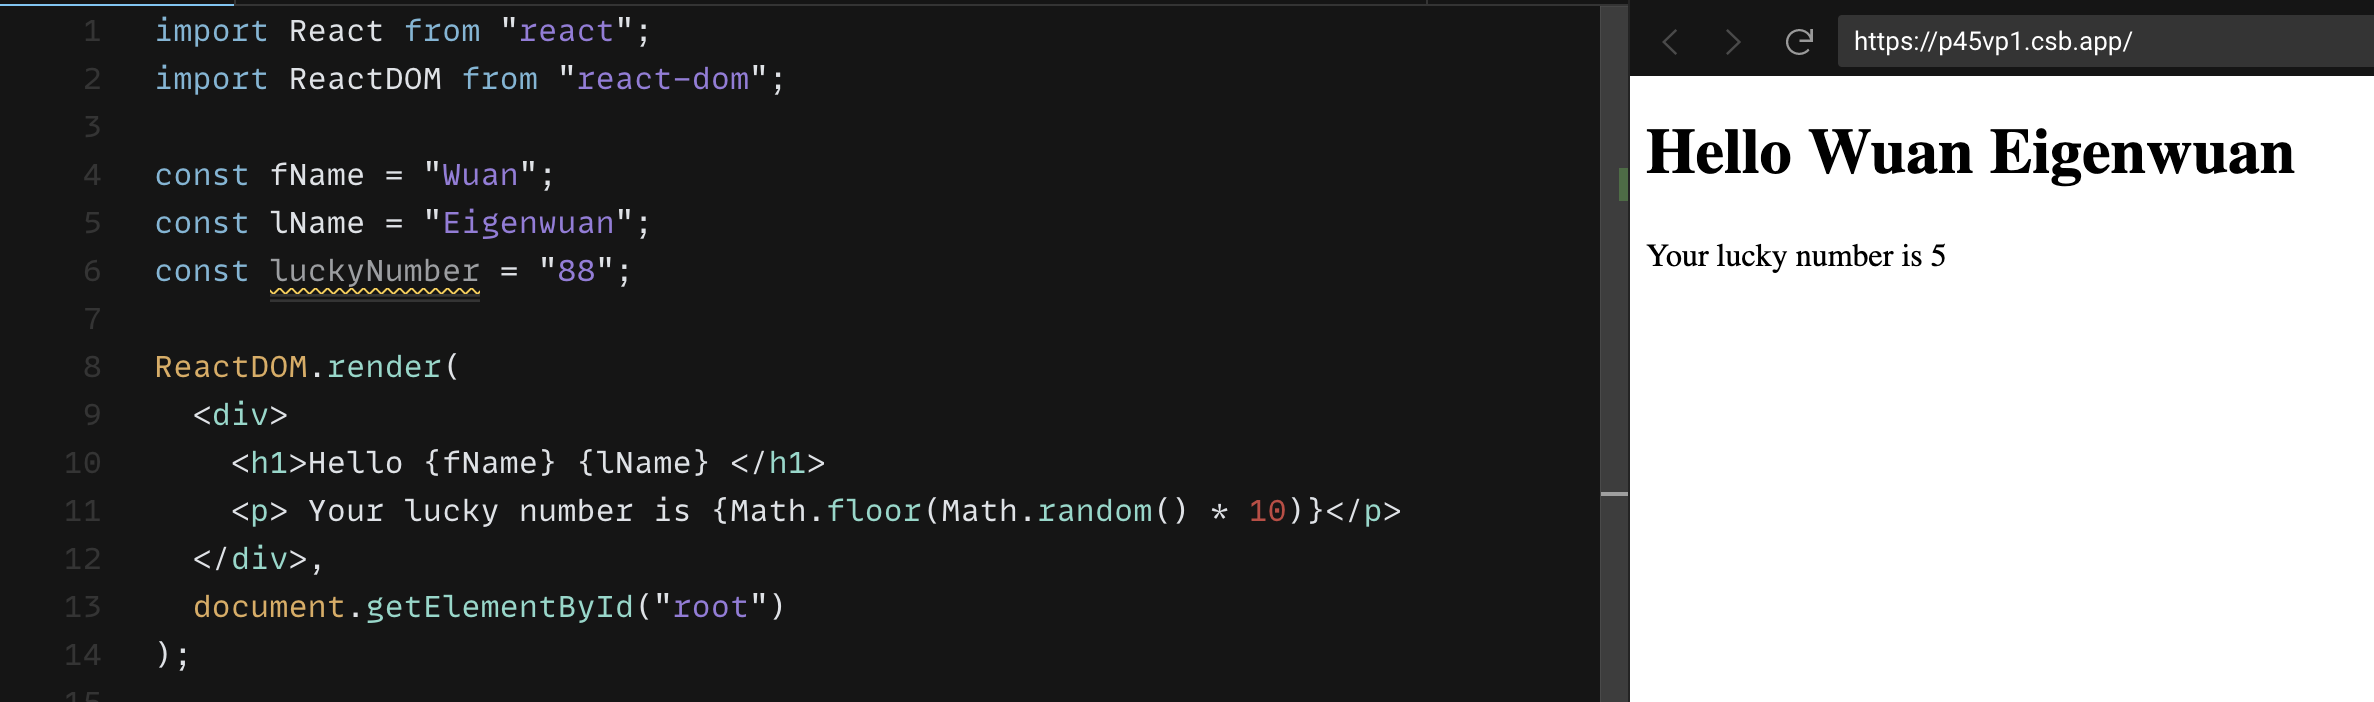 1 import React from "react";
2 import ReactDOM from "react-dom";
3
4 const fName = "Wuan";
5 const lName = "Eigenwuan";
6 const luckyNumber = "88";
7
8 ReactDOM.render(
9 <div>
10 <h1>Hello {fName} {lName} </h1>
11 <p> Your lucky number is {Math.floor(Math.random() * 10)}</p>
12 </div>,
13 document.getElementById("root")
14 );
15
https://p45vp1.csb.app/
Hello Wuan Eigenwuan
Your lucky number is 5